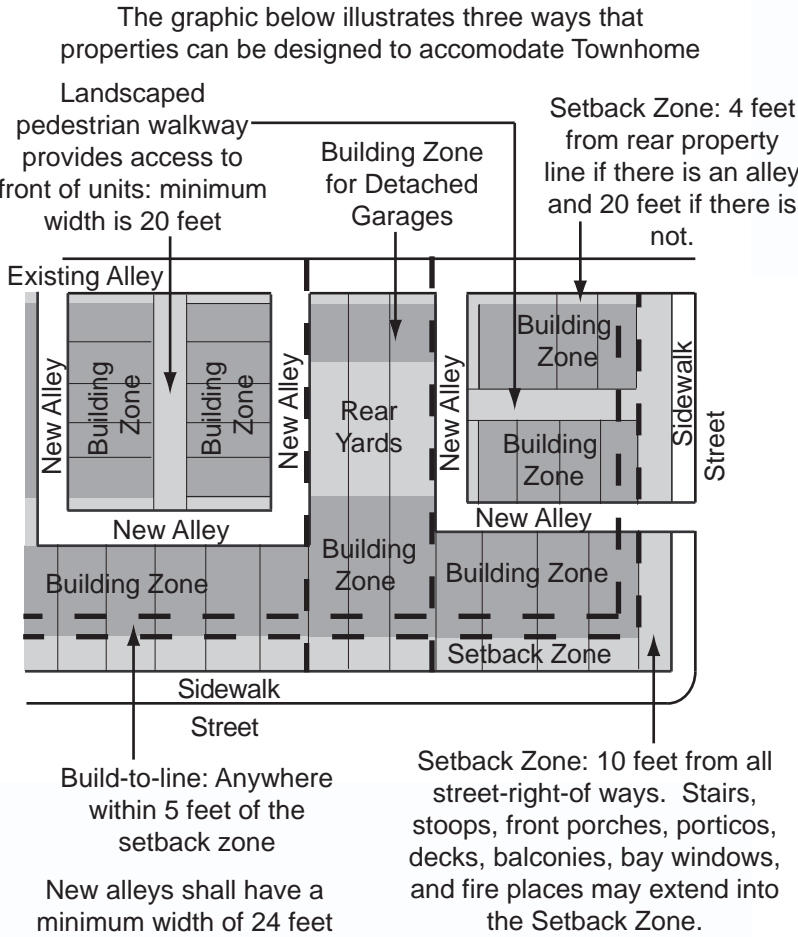 The graphic below illustrates three ways that
properties can be designed to accomodate Townhome
Landscaped
pedestrian walkway
provides access to
front of units: minimum
width is 20 feet
Building Zone
for Detached
Garages
Setback Zone: 4 feet
from rear property
line if there is an alley
and 20 feet if there is
not.
Existing Alley
New Alley
Building
Zone
Building
Zone
New Alley
Rear
Yards
New Alley
Building
Zone
Building
Zone
Sidewalk
Street
New Alley
New Alley
Building Zone
Building
Zone
Building Zone
Setback Zone
Sidewalk
Street
Build-to-line: Anywhere
within 5 feet of the
setback zone
New alleys shall have a
minimum width of 24 feet
Setback Zone: 10 feet from all
street-right-of ways. Stairs,
stoops, front porches, porticos,
decks, balconies, bay windows,
and fire places may extend into
the Setback Zone.